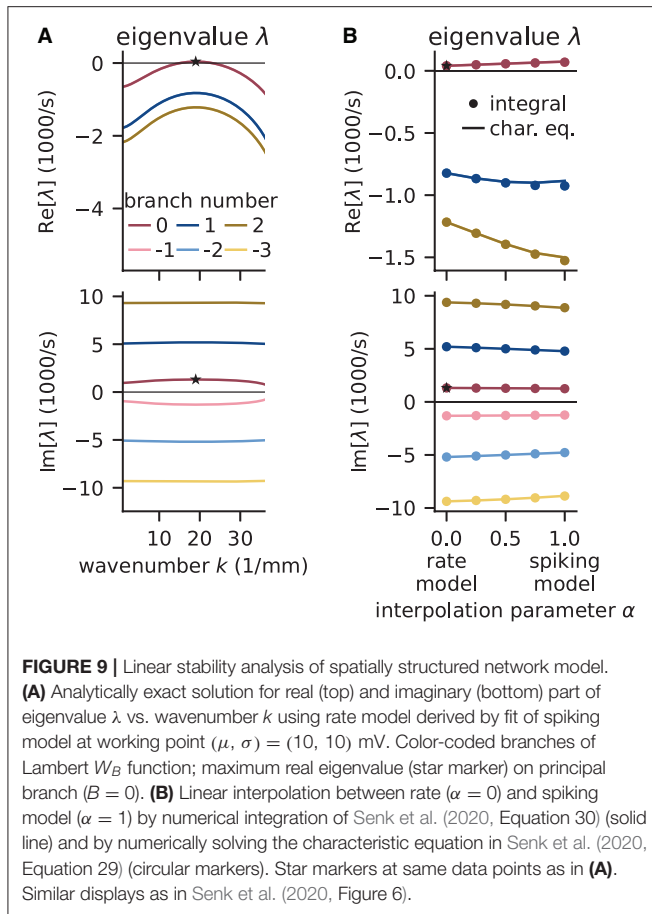 A
eigenvalue λ
Re[λ] (1000/s)
0
−2
−4
branch number
0 1 2
-1 -2 -3
Im[λ] (1000/s)
10
5
0
−5
−10
10 20 30
wavenumber k (1/mm)
B
eigenvalue λ
Re[λ] (1000/s)
0.0
−0.5
−1.0
−1.5
integral
char. eq.
Im[λ] (1000/s)
10
5
0
−5
−10
0.0 0.5 1.0
rate spiking
model model
interpolation parameter α
FIGURE 9 | Linear stability analysis of spatially structured network model.
(A) Analytically exact solution for real (top) and imaginary (bottom) part of
eigenvalue λ vs. wavenumber k using rate model derived by fit of spiking
model at working point (μ, σ) = (10, 10) mV. Color-coded branches of
Lambert W_B function; maximum real eigenvalue (star marker) on principal
branch (B = 0). (B) Linear interpolation between rate (α = 0) and spiking
model (α = 1) by numerical integration of Senk et al. (2020, Equation 30) (solid
line) and by numerically solving the characteristic equation in Senk et al. (2020,
Equation 29) (circular markers). Star markers at same data points as in (A).
Similar displays as in Senk et al. (2020, Figure 6).